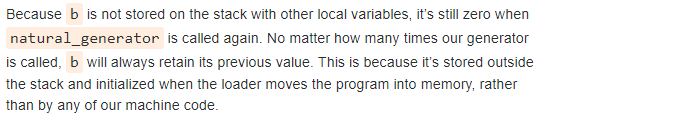 Because b is not stored on the stack with other local variables, it's still zero when
natural_generator is called again. No matter how many times our generator
is called, b will always retain its previous value. This is because it's stored outside
the stack and initialized when the loader moves the program into memory, rather
than by any of our machine code.